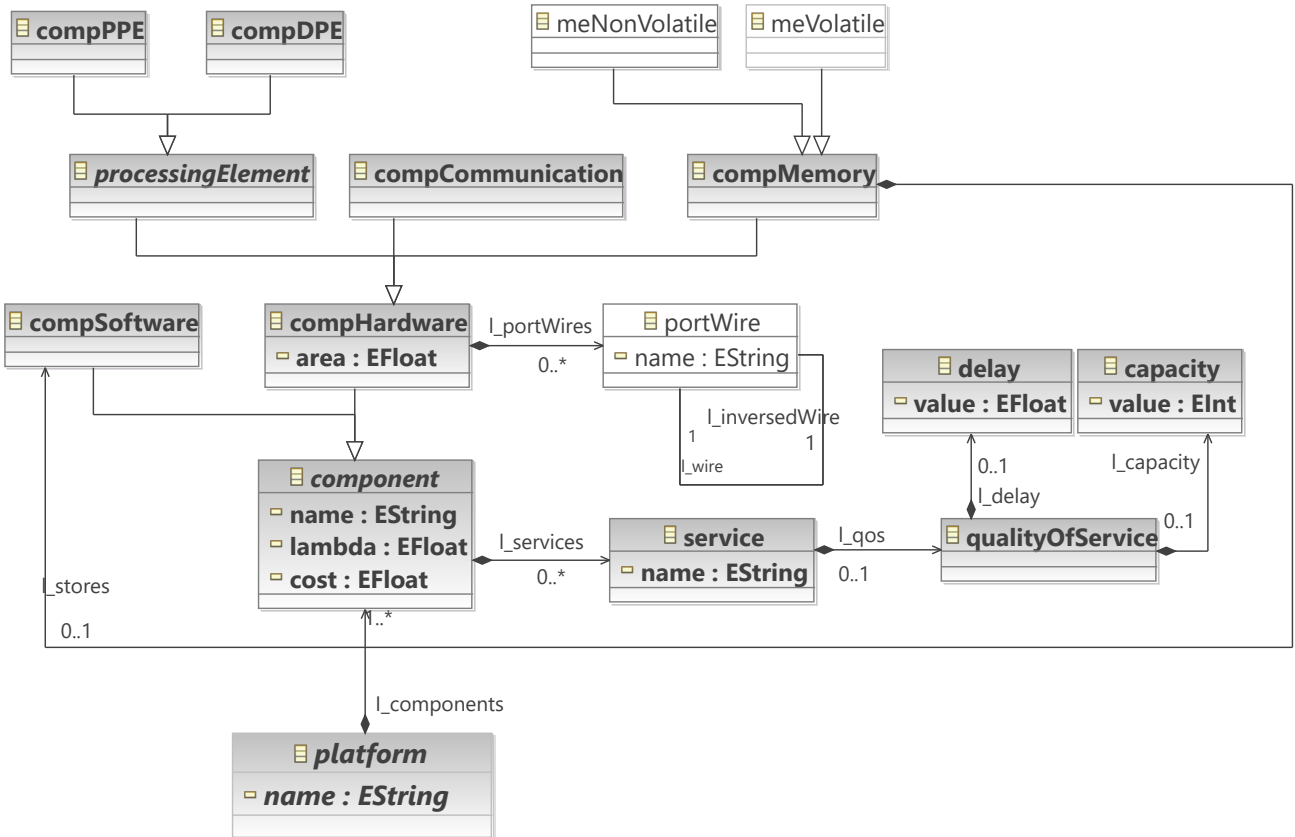 compPPE
compDPE
meNonVolatile
meVolatile
processingElement
compCommunication
compMemory
compSoftware
compHardware
area : EFloat
l_portWires
0..*
portWire
name : EString
l_inversedWire
1
1
l_wire
delay
value : EFloat
capacity
value : EInt
0..1
l_delay
l_capacity
0..1
component
name : EString
lambda : EFloat
cost : EFloat
l_services
0..*
service
name : EString
l_qos
0..1
qualityOfService
l_stores
0..1
1..*
l_components
platform
name : EString